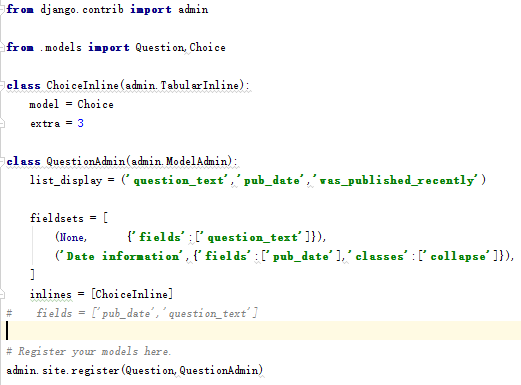 from django.contrib import admin
from .models import Question,Choice
class ChoiceInline(admin.TabularInline):
    model = Choice
    extra = 3
class QuestionAdmin(admin.ModelAdmin):
    list_display = ('question_text','pub_date','was_published_recently')
    fieldsets = [
        (None,      {'fields':['question_text']}),
        ('Date information',{'fields':['pub_date'],'classes':['collapse']}),
    ]
    inlines = [ChoiceInline]
#    fields = ['pub_date','question_text']
# Register your models here.
admin.site.register(Question,QuestionAdmin)